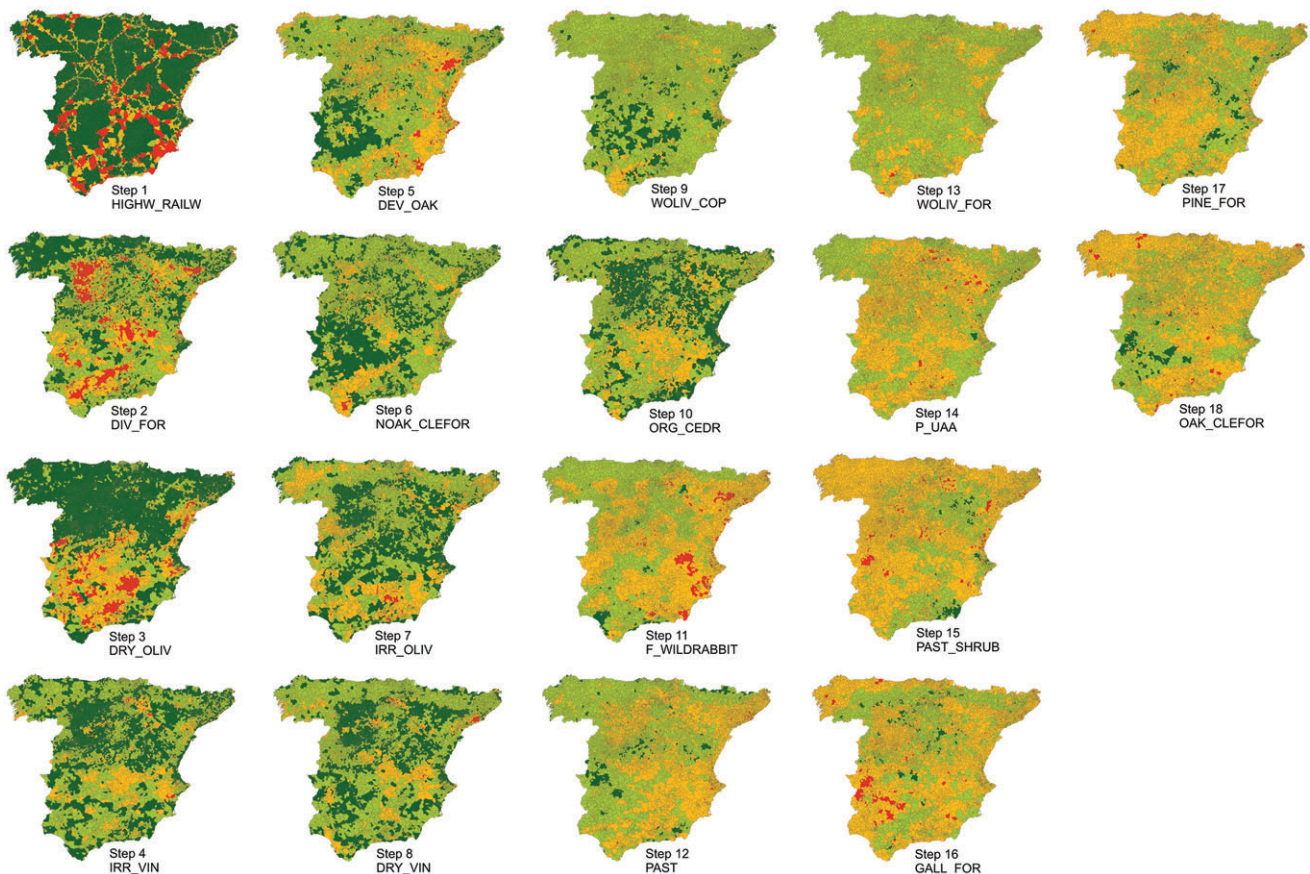 Step 1
HIGHW_RAILW
Step 5
DEV_OAK
Step 9
WOLIV_COP
Step 13
WOLIV_FOR
Step 17
PINE_FOR
Step 2
DIV_FOR
Step 6
NOAK_CLEFOR
Step 10
ORG_CEDR
Step 14
P_UAA
Step 18
OAK_CLEFOR
Step 3
DRY_OLIV
Step 7
IRR_OLIV
Step 11
F_WILDRABBIT
Step 15
PAST_SHRUB
Step 4
IRR_VIN
Step 8
DRY_VIN
Step 12
PAST
Step 16
GALL_FOR